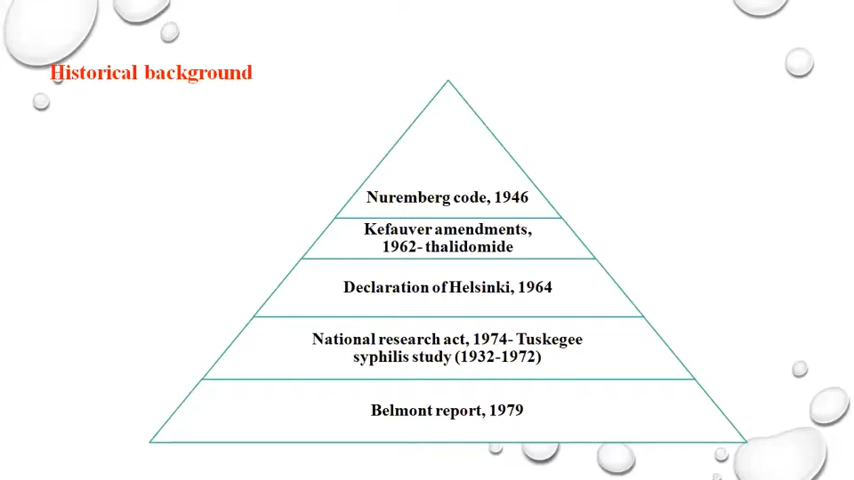 Historical background
Nuremberg code, 1946
Kefauver amendments,
1962- thalidomide
Declaration of Helsinki, 1964
National research act, 1974- Tuskegee
syphilis study (1932-1972)
Belmont report, 1979